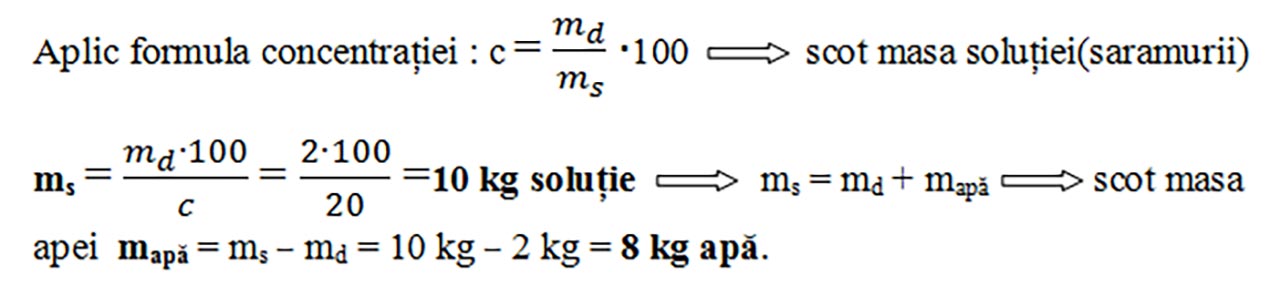 Aplic formula concentrației : c = m_d / m_s ·100 ⟹ scot masa soluției(saramurii)
m_s = m_d·100 / c = 2·100 / 20 =10 kg soluție ⟹ m_s = m_d + m_apă ⟹ scot masa
apei m_apă = m_s – m_d = 10 kg – 2 kg = 8 kg apă.